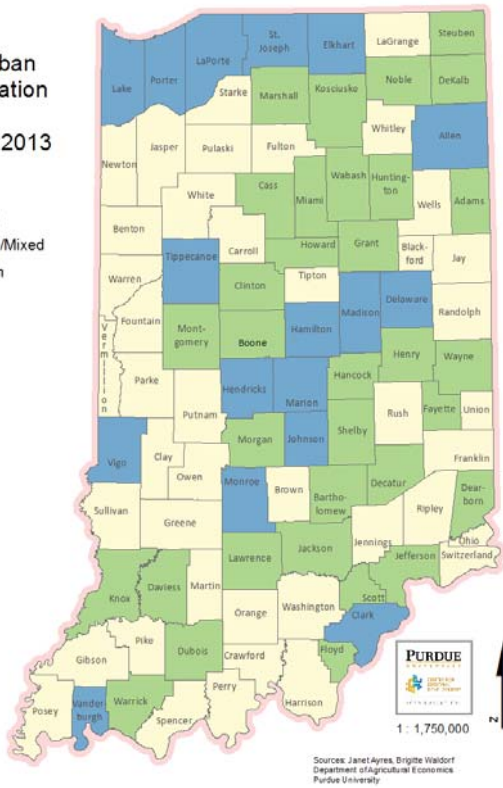 ban
ation
2013
/Mixed
n
St.
Joseph
Elkhart
LaGrange
Steuben
LaPorte
Lake
Porter
Starke
Marshall
Kosciusko
Noble
DeKalb
Whitley
Allen
Newton
Jasper
Pulaski
Fulton
White
Cass
Miami
Wabash
Hunting-
ton
Wells
Adams
Benton
Carroll
Howard
Grant
Black-
ford
Jay
Tippecanoe
Warren
Clinton
Tipton
Madison
Delaware
Randolph
Vermillion
Fountain
Mont-
gomery
Boone
Hamilton
Henry
Wayne
Parke
Putnam
Hendricks
Marion
Hancock
Rush
Fayette
Union
Shelby
Vigo
Clay
Owen
Morgan
Johnson
Franklin
Monroe
Brown
Bartho-
lomew
Decatur
Dear-
born
Ripley
Sullivan
Greene
Jennings
Ohio
Switzerland
Jefferson
Lawrence
Jackson
Knox
Daviess
Martin
Scott
Orange
Washington
Clark
Floyd
Gibson
Pike
Dubois
Crawford
Perry
Harrison
Posey
Vander-
burgh
Warrick
Spencer
PURDUE
1: 1,750,000
N
Sources: Janet Ayres, Brigitte Waldorf
Department of Agricultural Economics
Purdue University